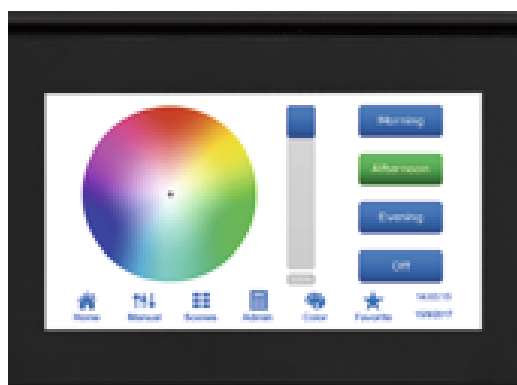 Morning
Afternoon
Evening
Off
Home
Manual
Scenes
Admin
Color
Favorite